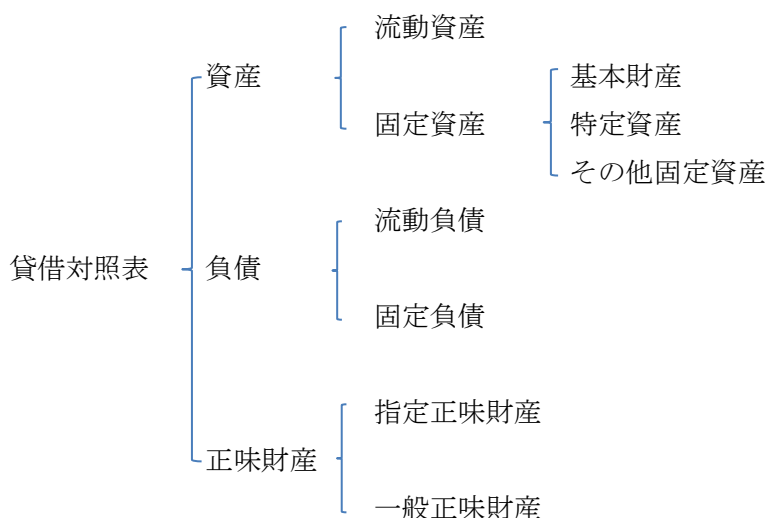 流動資産
資産
基本財産
固定資産
特定資産
その他固定資産
流動負債
貸借対照表
負債
固定負債
指定正味財産
正味財産
一般正味財産